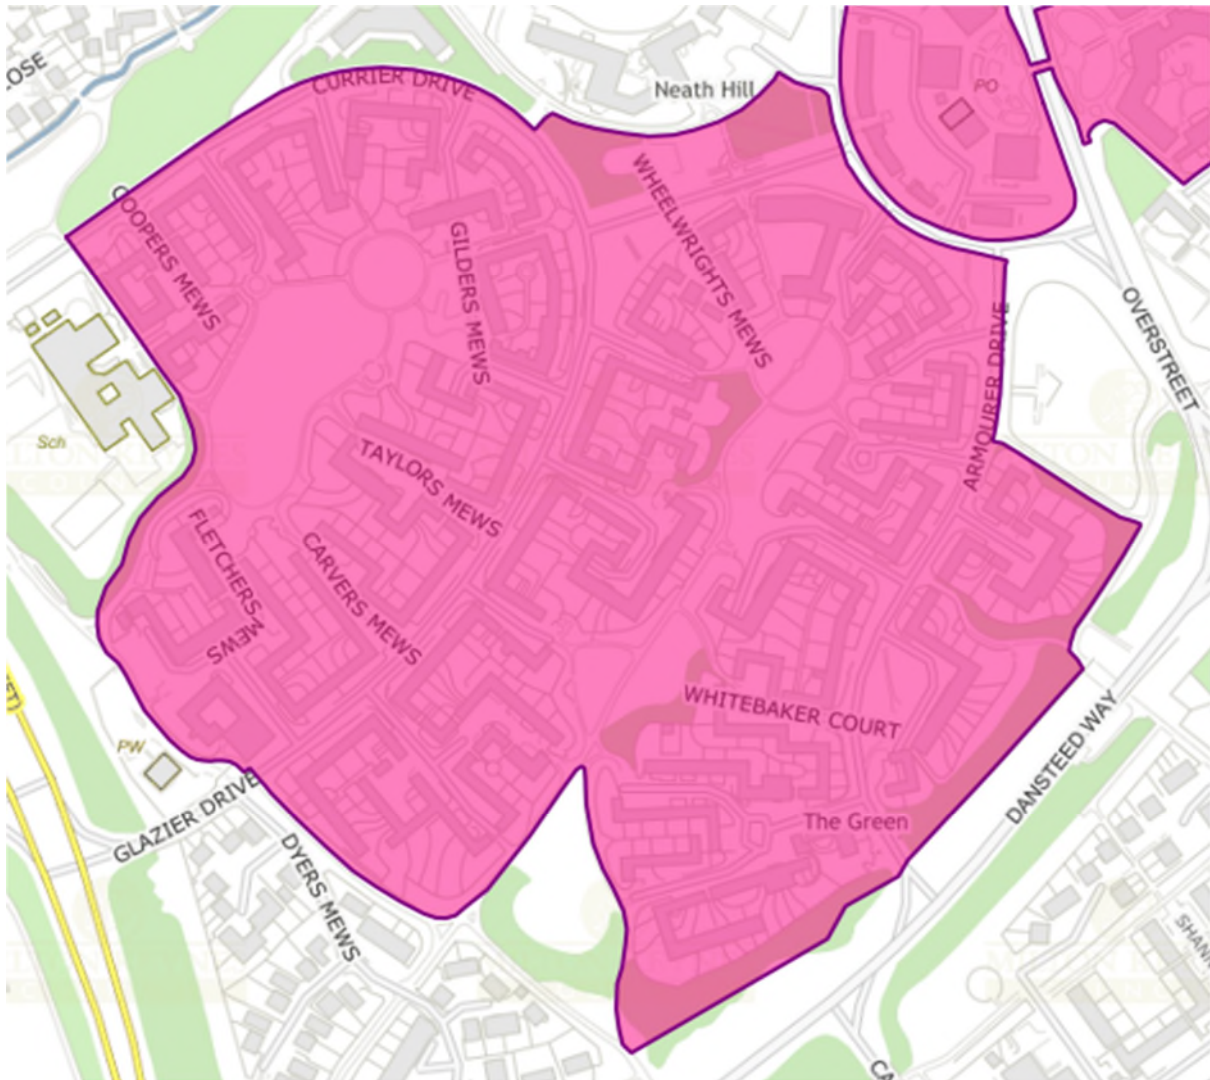 LOSE
CURRIER DRIVE
Neath Hill
PO
COOPERS MEWS
WHEELWRIGHTS MEWS
GILDERS MEWS
OVERSTREET
ARMOURER DRIVE
Sch
TAYLORS MEWS
FLETCHERS MEWS
CARVERS MEWS
WHITEBAKER COURT
PW
DANSTEED WAY
GLAZIER DRIVE
The Green
DYERS MEWS